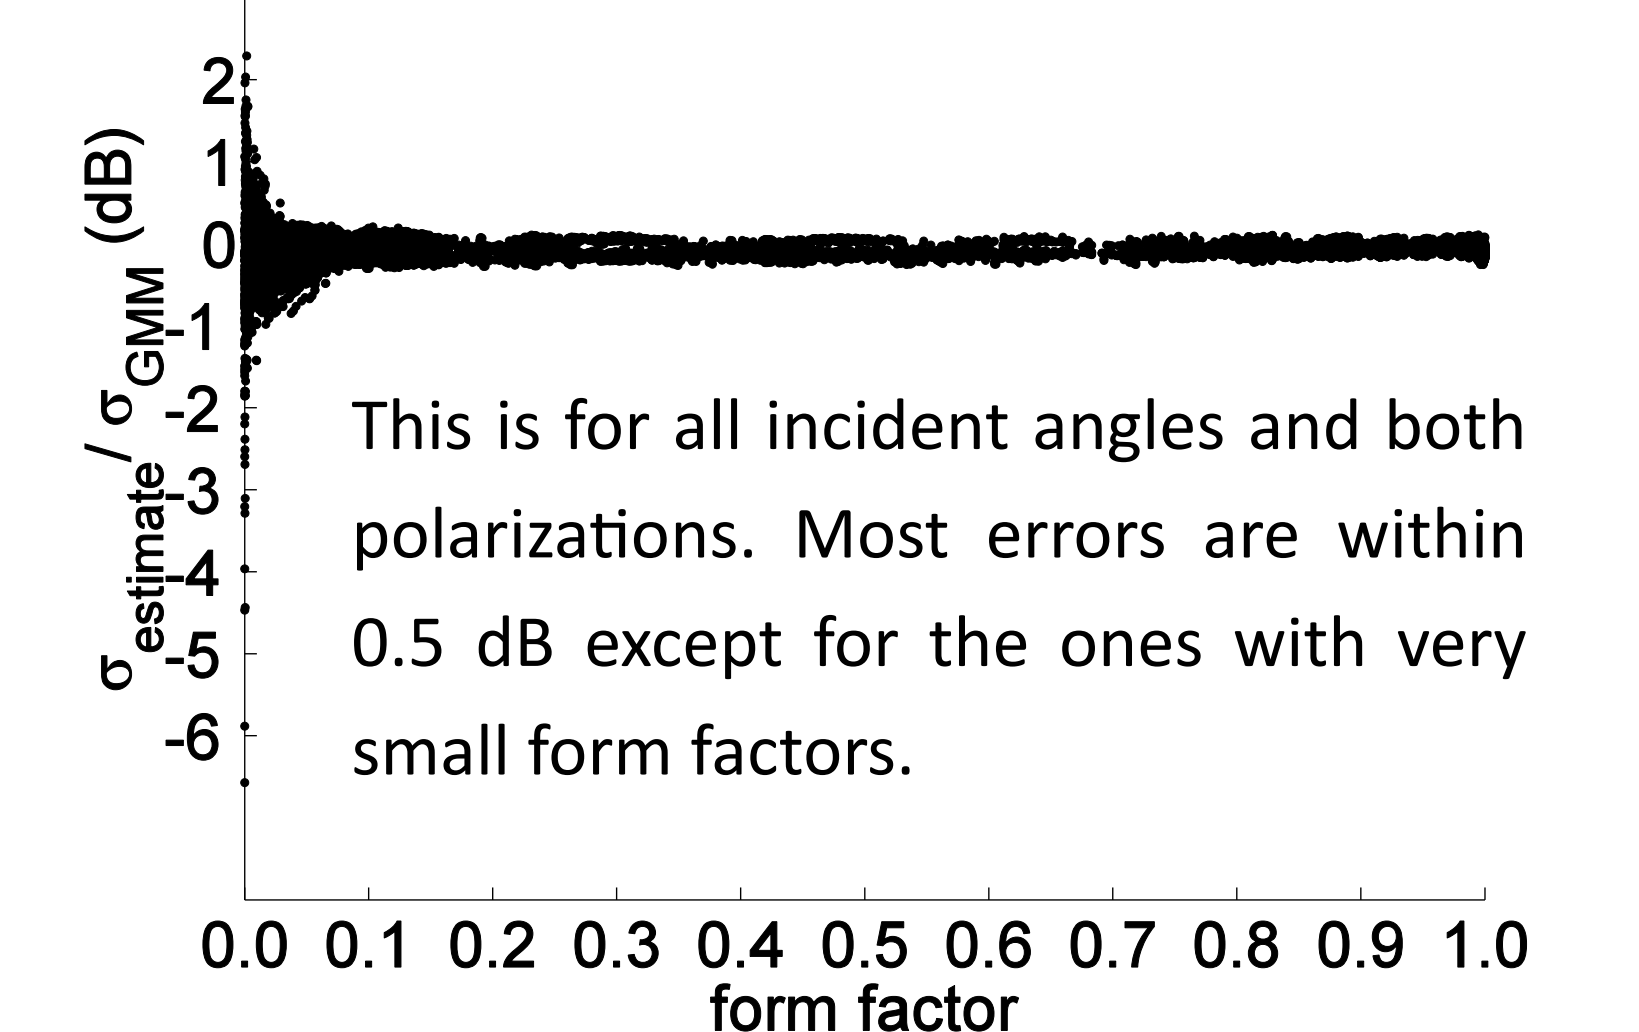 2
1
0
-1
-2
-3
-4
-5
-6
σestimate / σGMM (dB)
This is for all incident angles and both
polarizations. Most errors are within
0.5 dB except for the ones with very
small form factors.
0.0 0.1 0.2 0.3 0.4 0.5 0.6 0.7 0.8 0.9 1.0
form factor